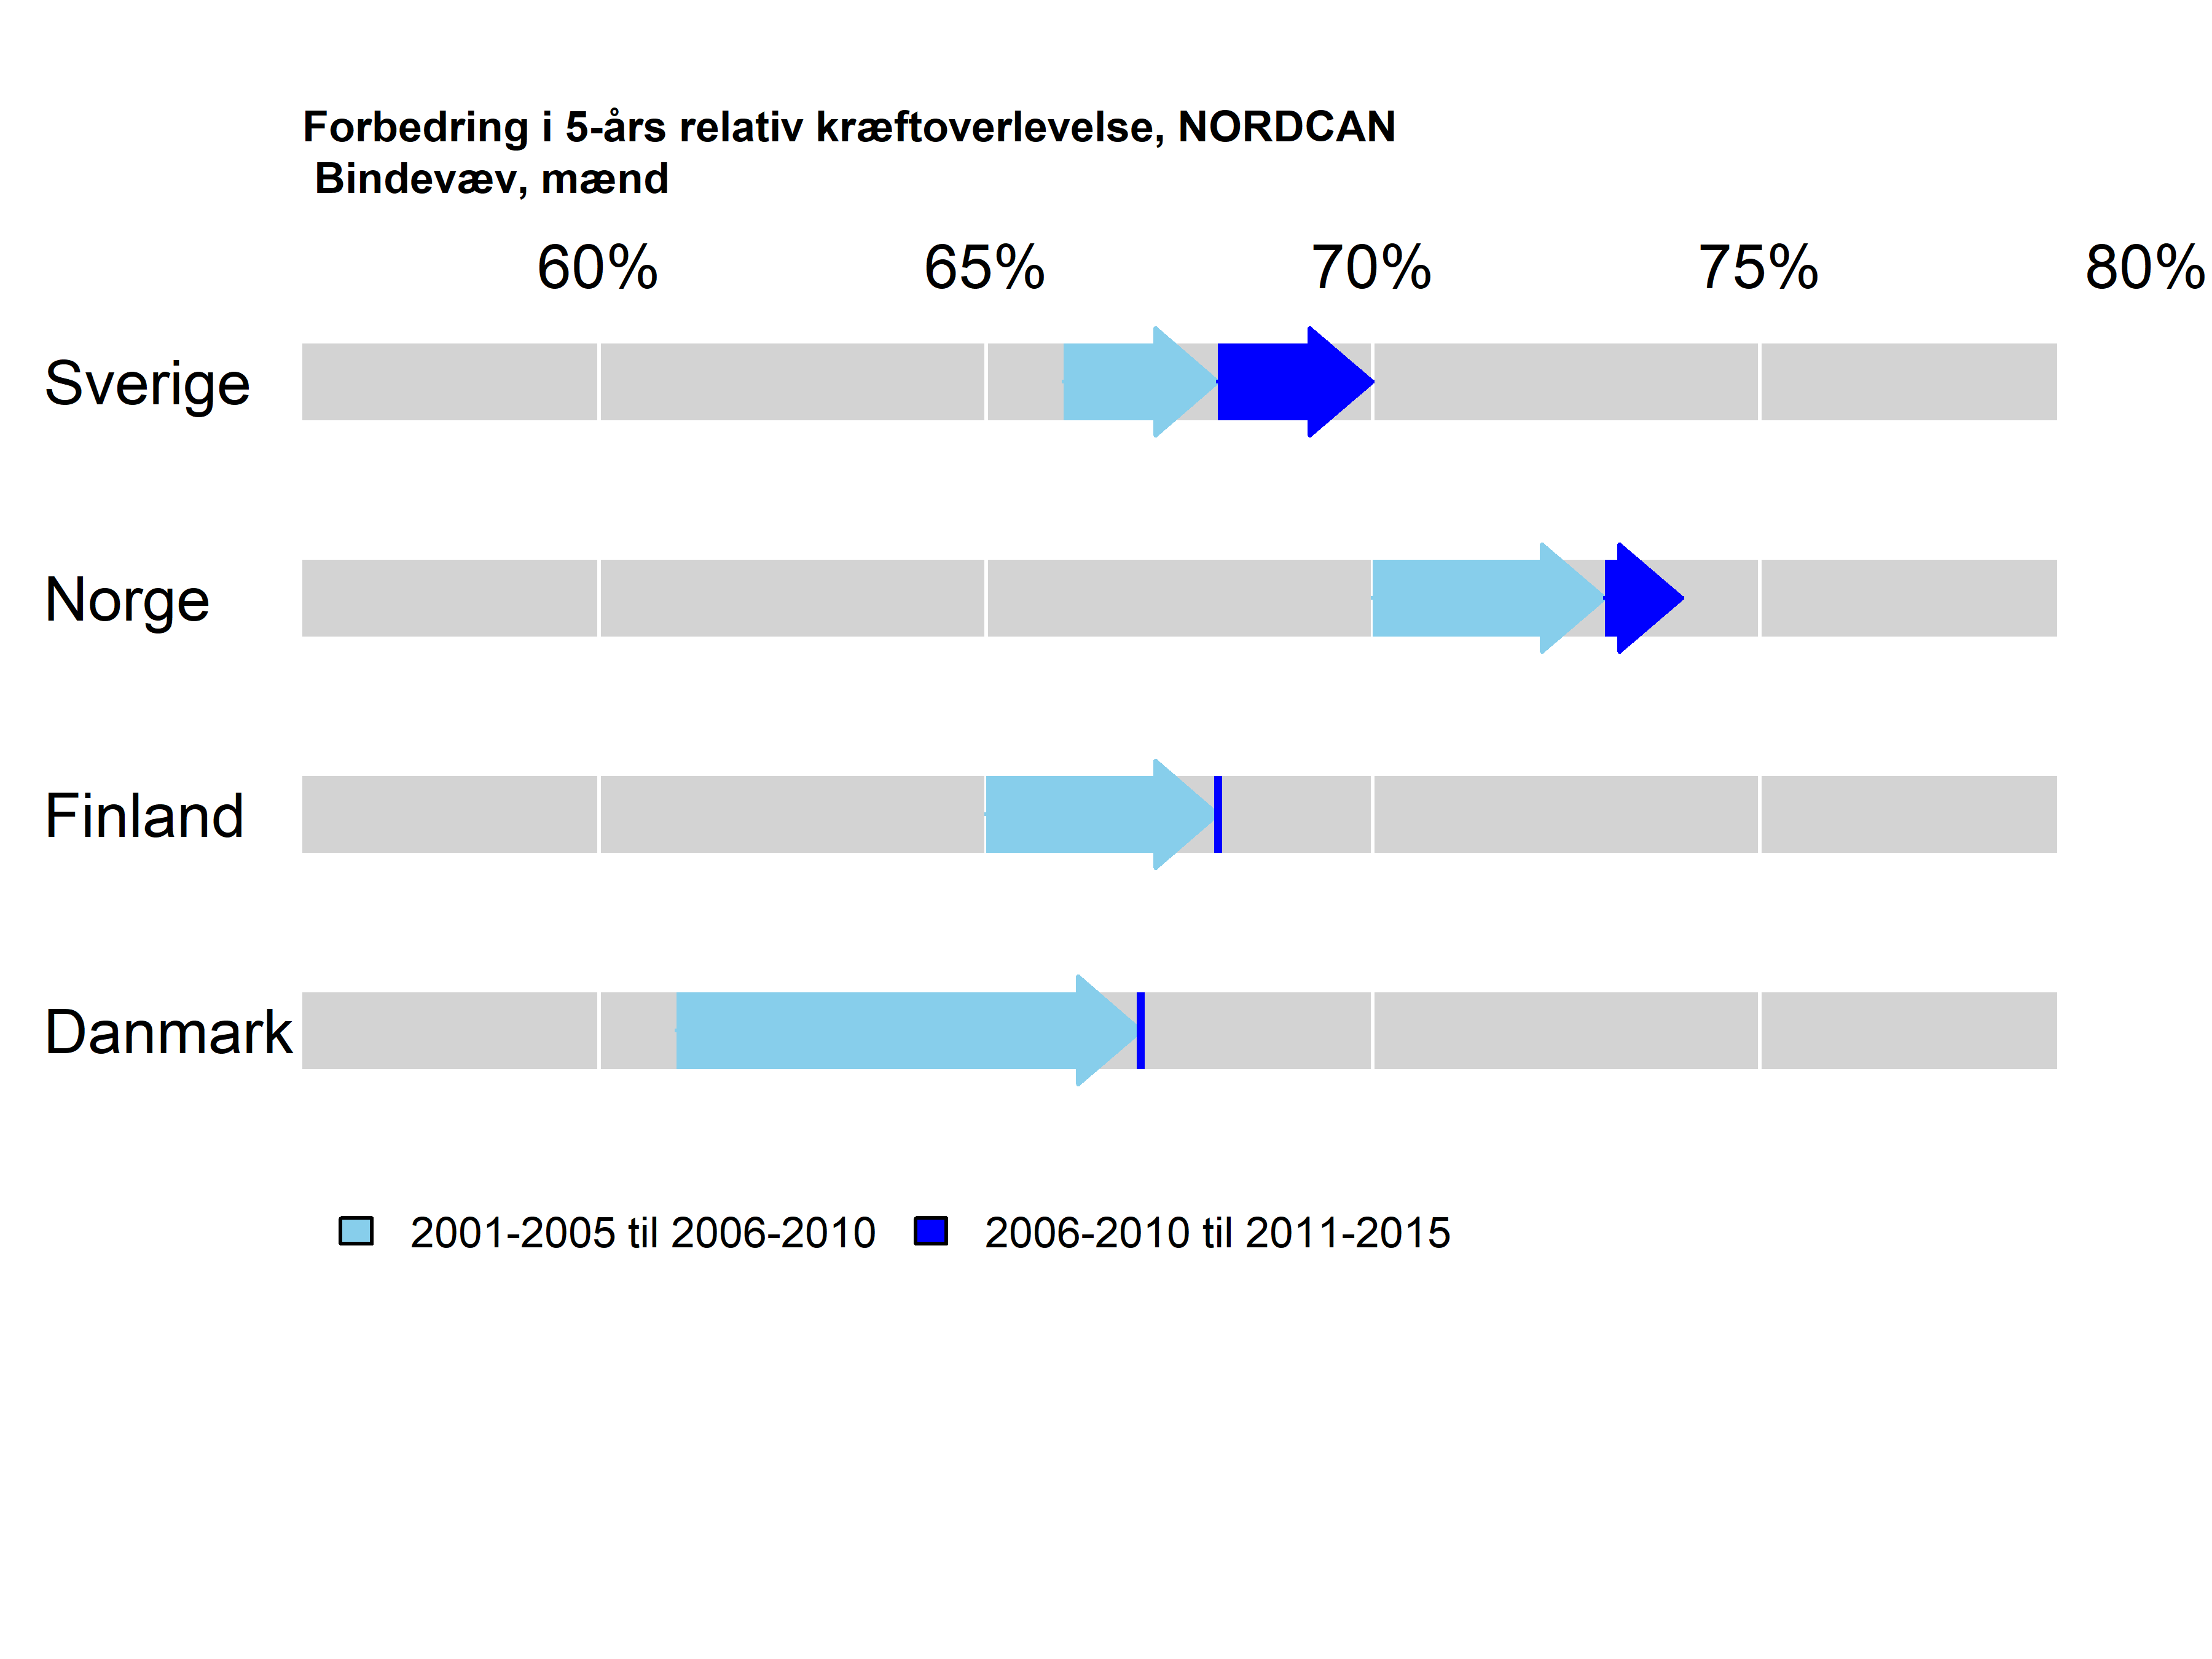 Forbedring i 5-års relativ kræftoverlevelse, NORDCAN
Bindevæv, mænd
60% 65% 70% 75% 80%
Sverige
Norge
Finland
Danmark
2001-2005 til 2006-2010 2006-2010 til 2011-2015